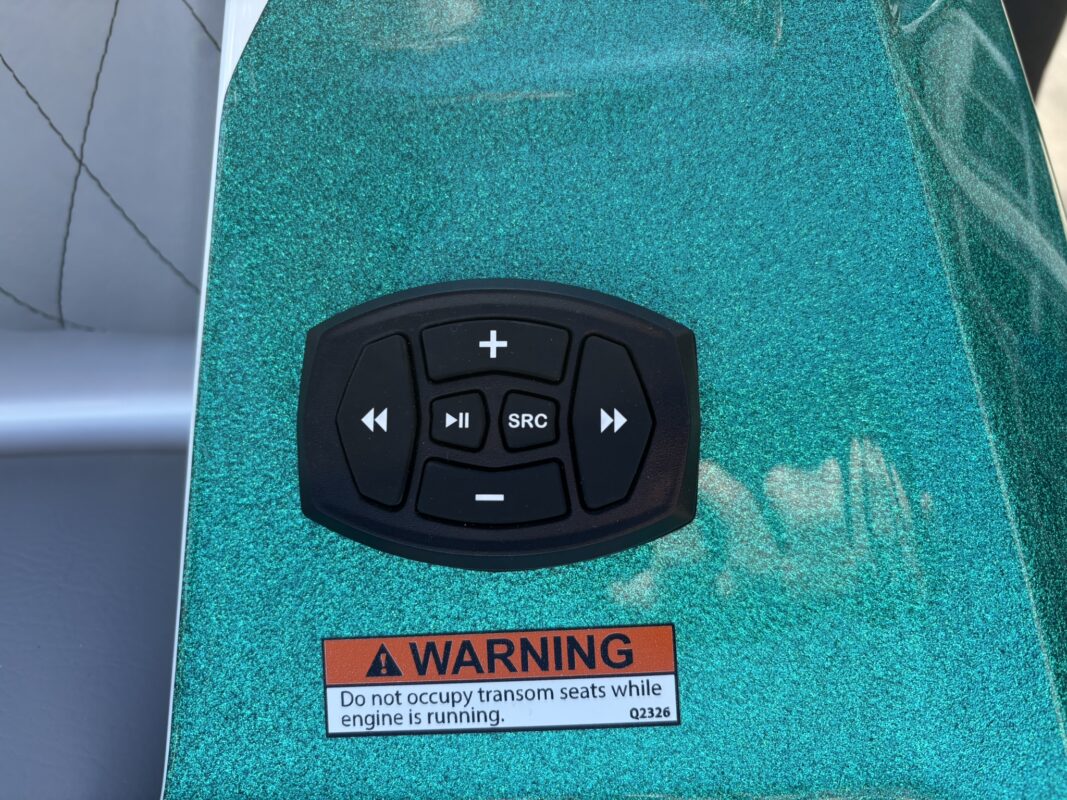 +
SRC
−
WARNING
Do not occupy transom seats while
engine is running.
Q2326